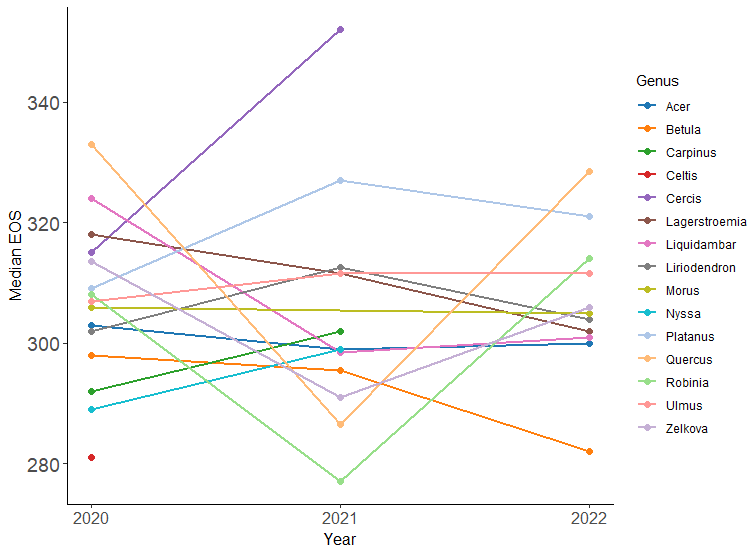 Median EOS
340
320
300
280
2020
2021
2022
Year
Genus
Acer
Betula
Carpinus
Celtis
Cercis
Lagerstroemia
Liquidambar
Liriodendron
Morus
Nyssa
Platanus
Quercus
Robinia
Ulmus
Zelkova